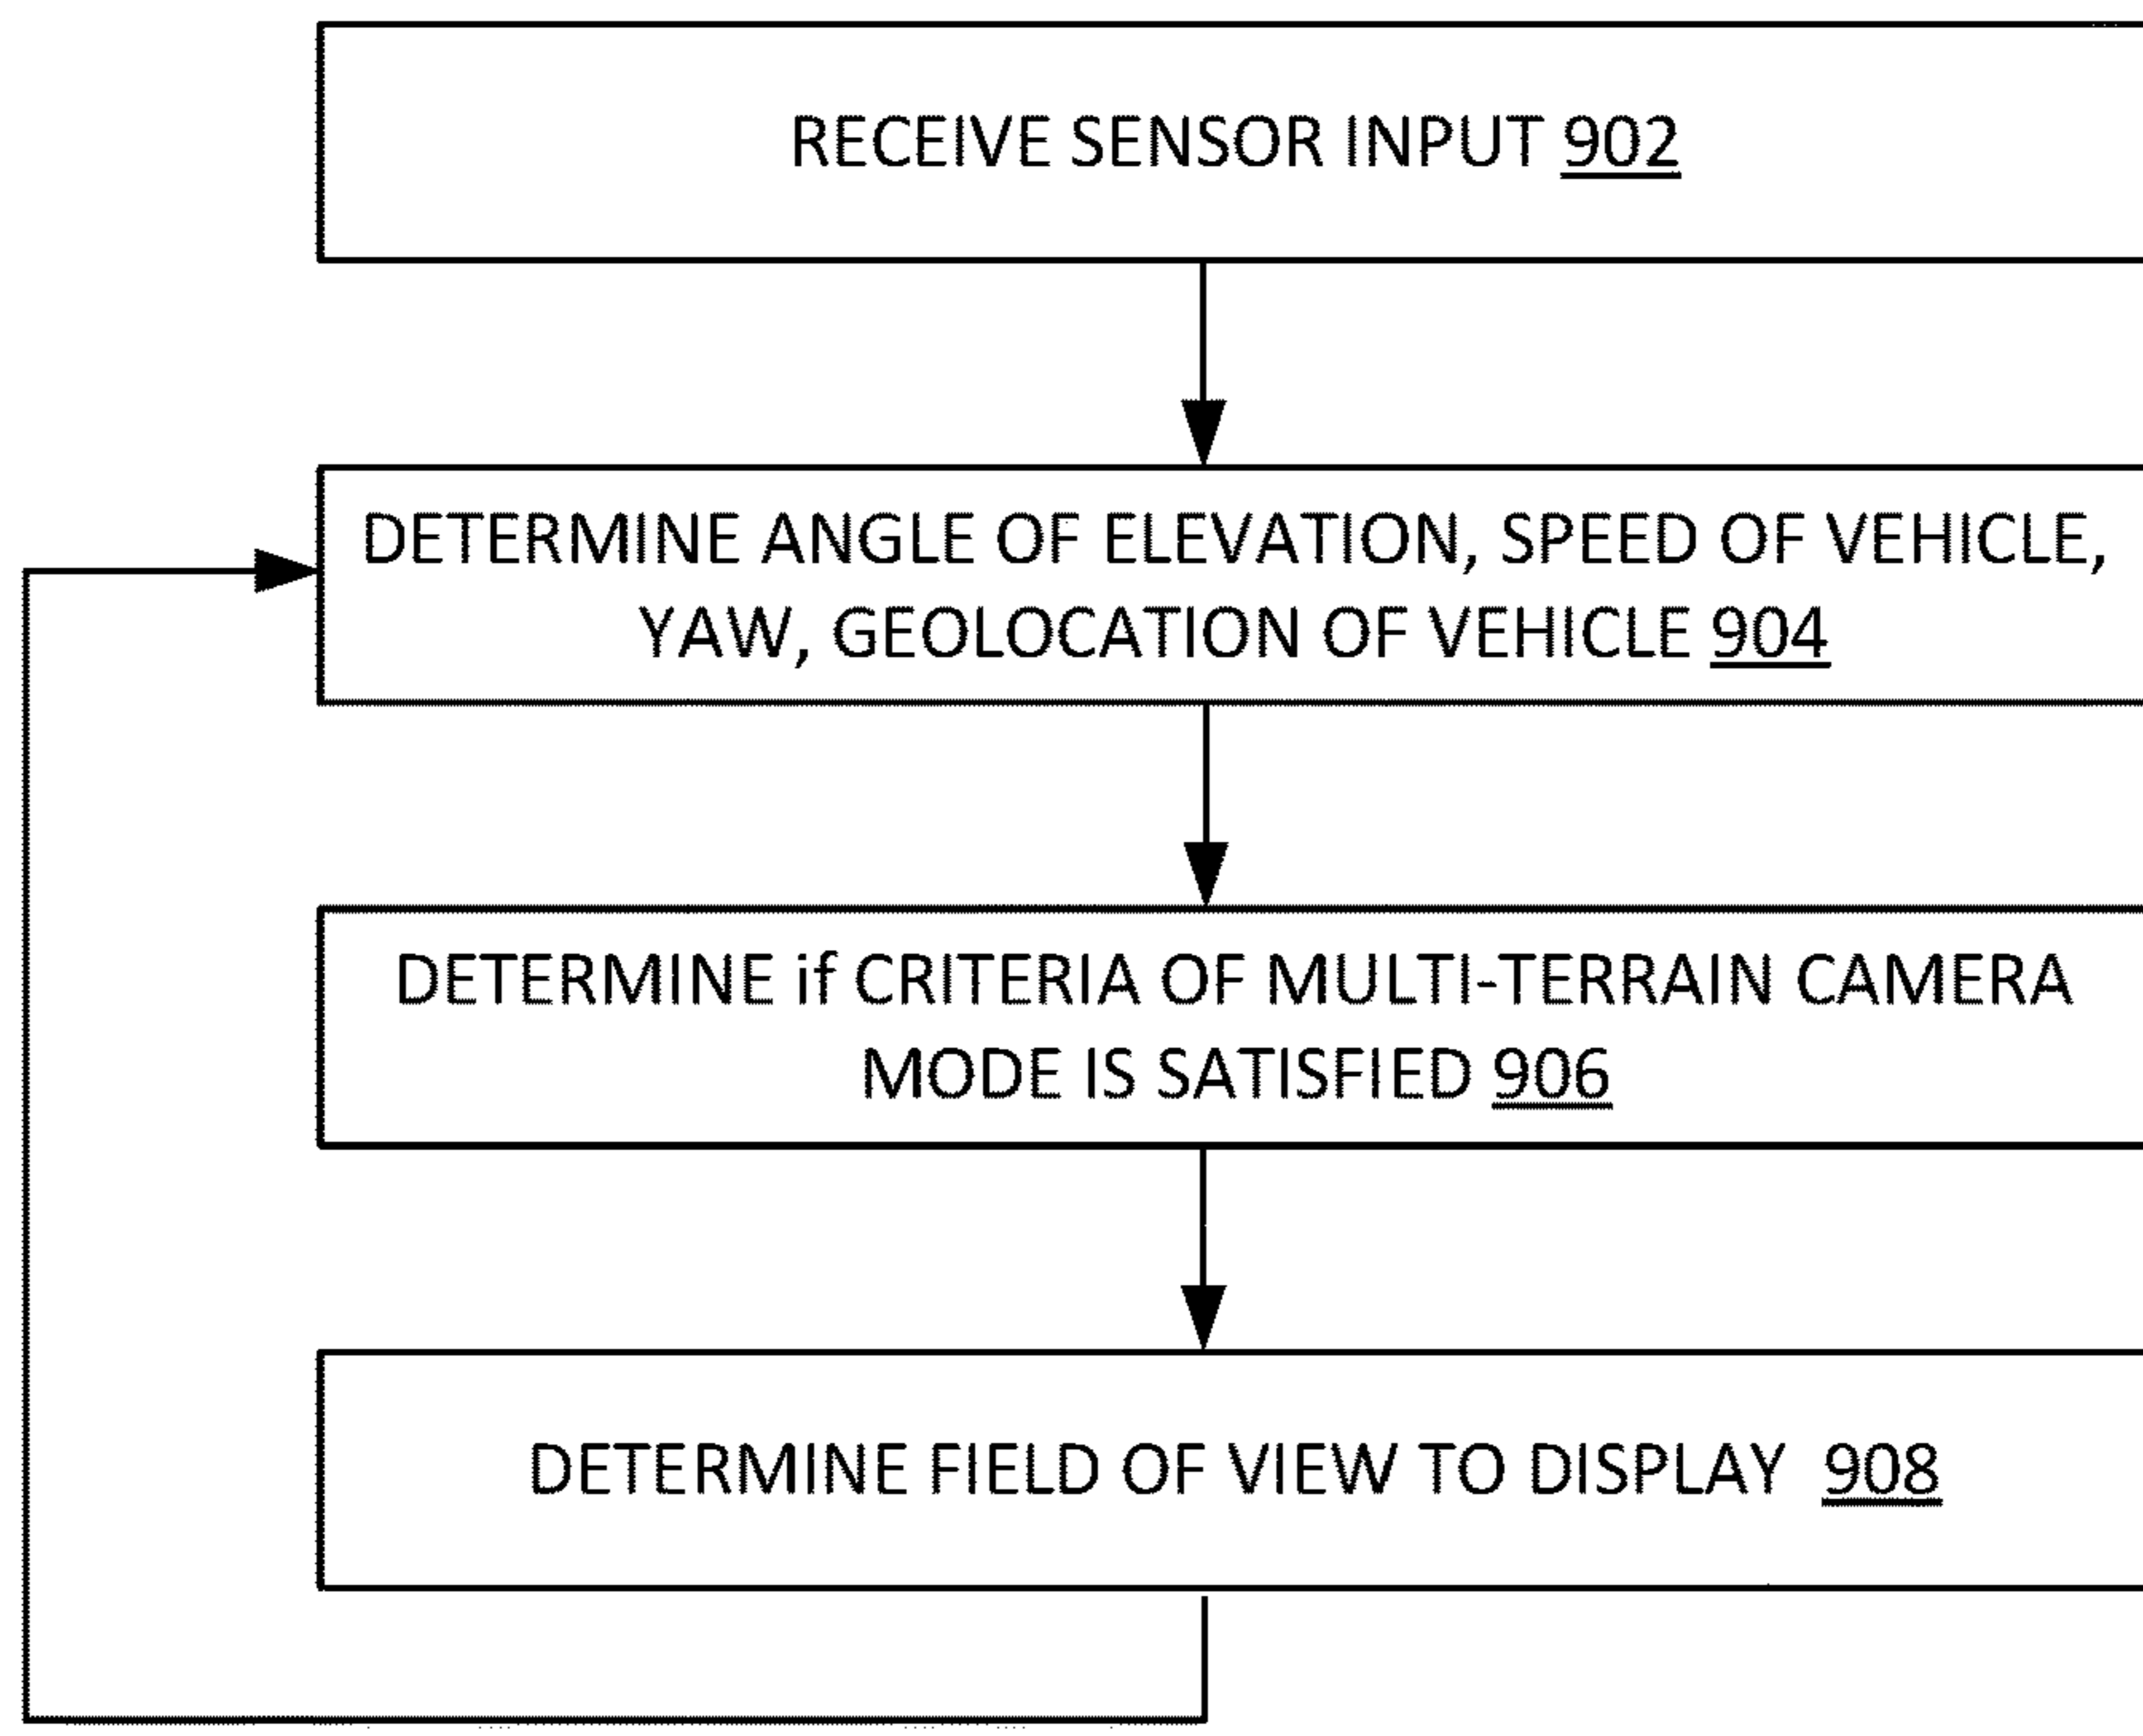 RECEIVE SENSOR INPUT 902
DETERMINE ANGLE OF ELEVATION, SPEED OF VEHICLE,
YAW, GEOLOCATION OF VEHICLE 904
DETERMINE if CRITERIA OF MULTI-TERRAIN CAMERA
MODE IS SATISFIED 906
DETERMINE FIELD OF VIEW TO DISPLAY 908